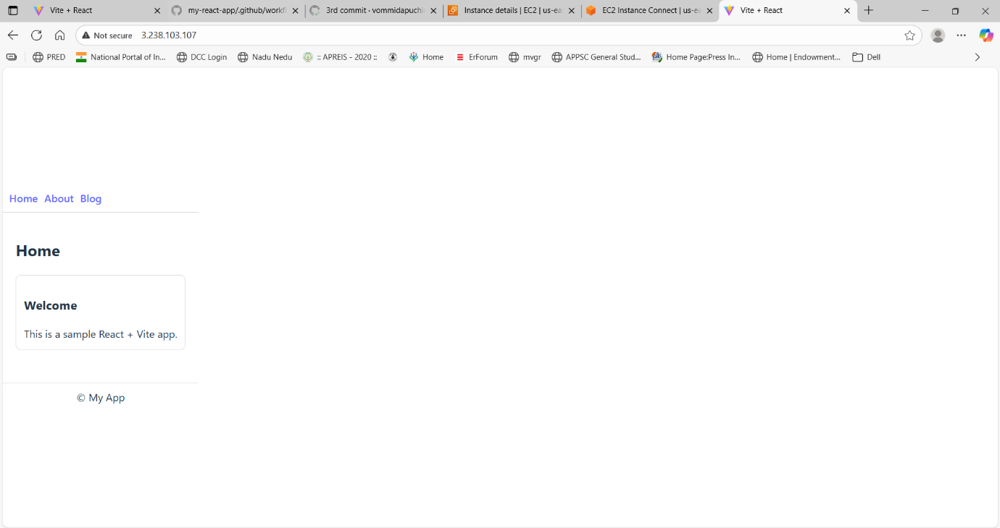 Vite + React
my-react-app/.github/workfl
3rd commit · vommidapuchi
Instance details | EC2 | us-eas
EC2 Instance Connect | us-ea
Vite + React
Not secure 3.238.103.107
PRED
National Portal of In...
DCC Login
Nadu Nedu
:: APREIS - 2020 ::
Home
ErForum
mvgr
APPSC General Stud...
Home Page:Press In...
Home | Endowment...
Dell
Home About Blog
Home
Welcome
This is a sample React + Vite app.
© My App